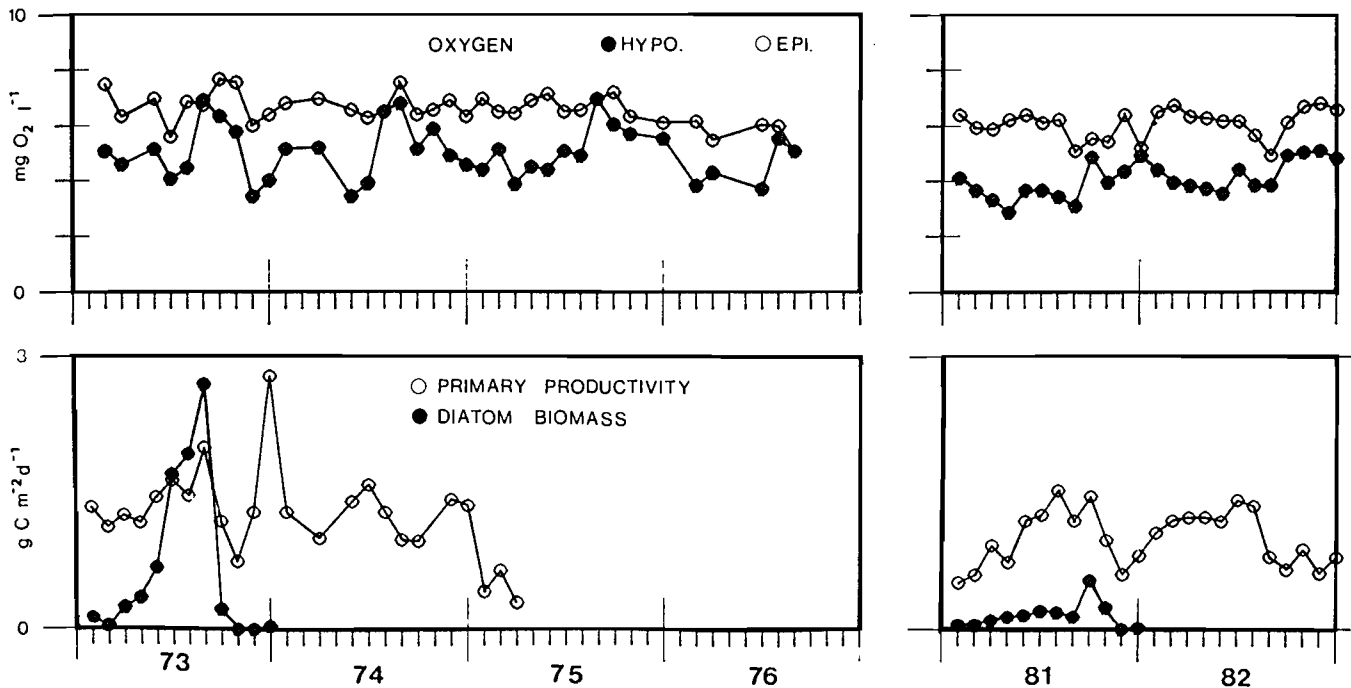 10
OXYGEN ● HYPO. ○ EPI.
mg O₂ l⁻¹
0
3
○ PRIMARY PRODUCTIVITY
● DIATOM BIOMASS
g C m⁻² d⁻¹
0
73 74 75 76 81 82